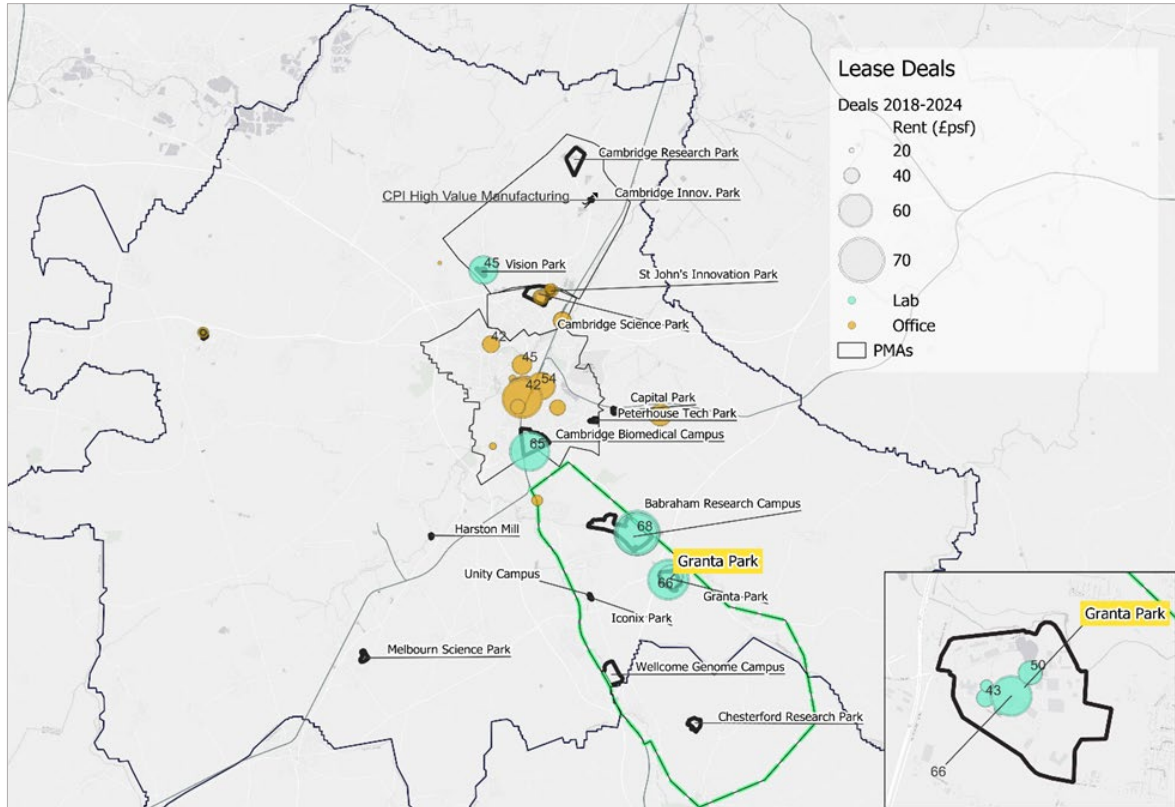 Lease Deals
Deals 2018-2024
Rent (£psf)
20
40
60
70
Lab
Office
PMAs
Cambridge Research Park
CPI High Value Manufacturing
Cambridge Innov. Park
45
Vision Park
St John's Innovation Park
Cambridge Science Park
42
45
54
42
Capital Park
Peterhouse Tech Park
Cambridge Biomedical Campus
65
Babraham Research Campus
68
Harston Mill
Granta Park
66
Unity Campus
Granta Park
Iconix Park
Melbourn Science Park
Wellcome Genome Campus
Chesterford Research Park
Granta Park
50
43
66